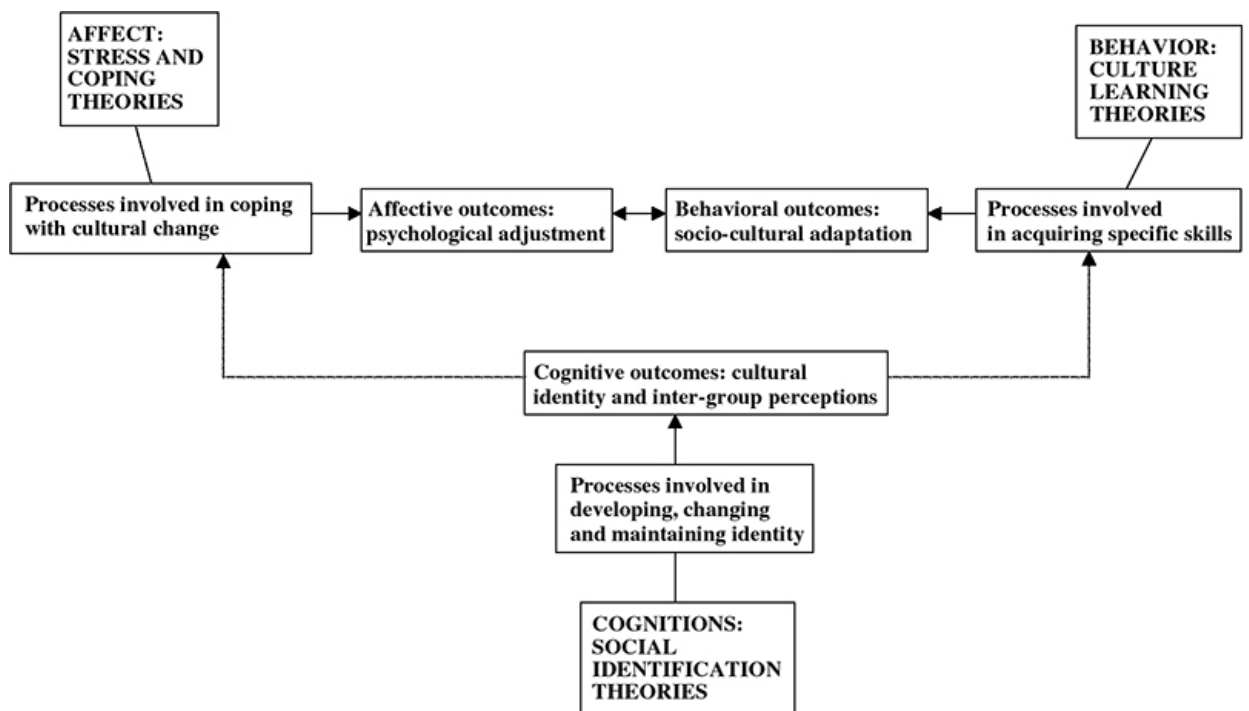 AFFECT:
STRESS AND
COPING
THEORIES
BEHAVIOR:
CULTURE
LEARNING
THEORIES
Processes involved in coping
with cultural change
Affective outcomes:
psychological adjustment
Behavioral outcomes:
socio-cultural adaptation
Processes involved
in acquiring specific skills
Cognitive outcomes: cultural
identity and inter-group perceptions
Processes involved in
developing, changing
and maintaining identity
COGNITIONS:
SOCIAL
IDENTIFICATION
THEORIES